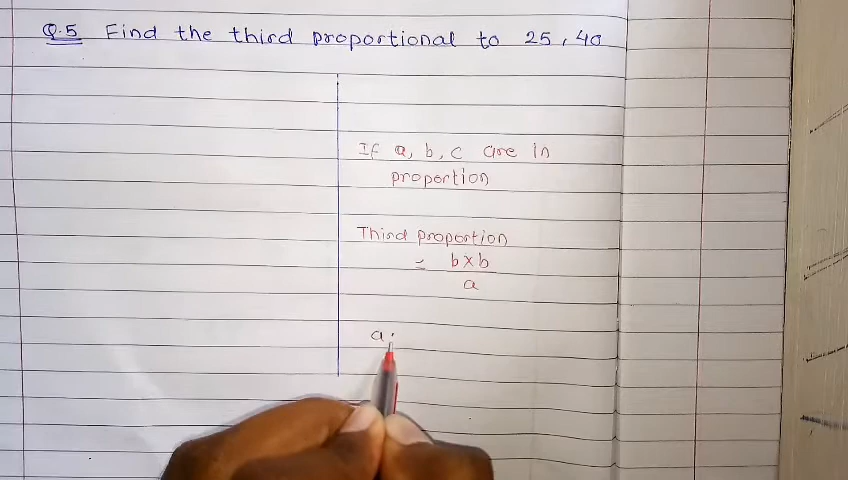 Q.5 Find the third proportional to 25, 40
If a, b, c are in
proportion
Third proportion
= b×b
a
a: